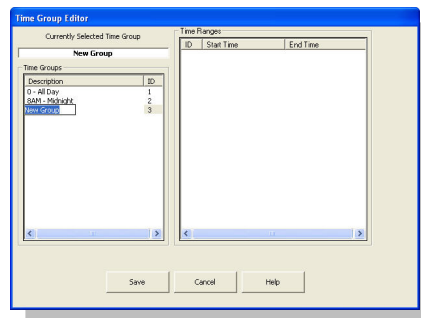 Time Group Editor
Currently Selected Time Group
New Group
Time Groups
Description ID
0 - All Day 1
8AM - Midnight 2
New Group 3
Time Ranges
ID Start Time End Time
Save Cancel Help